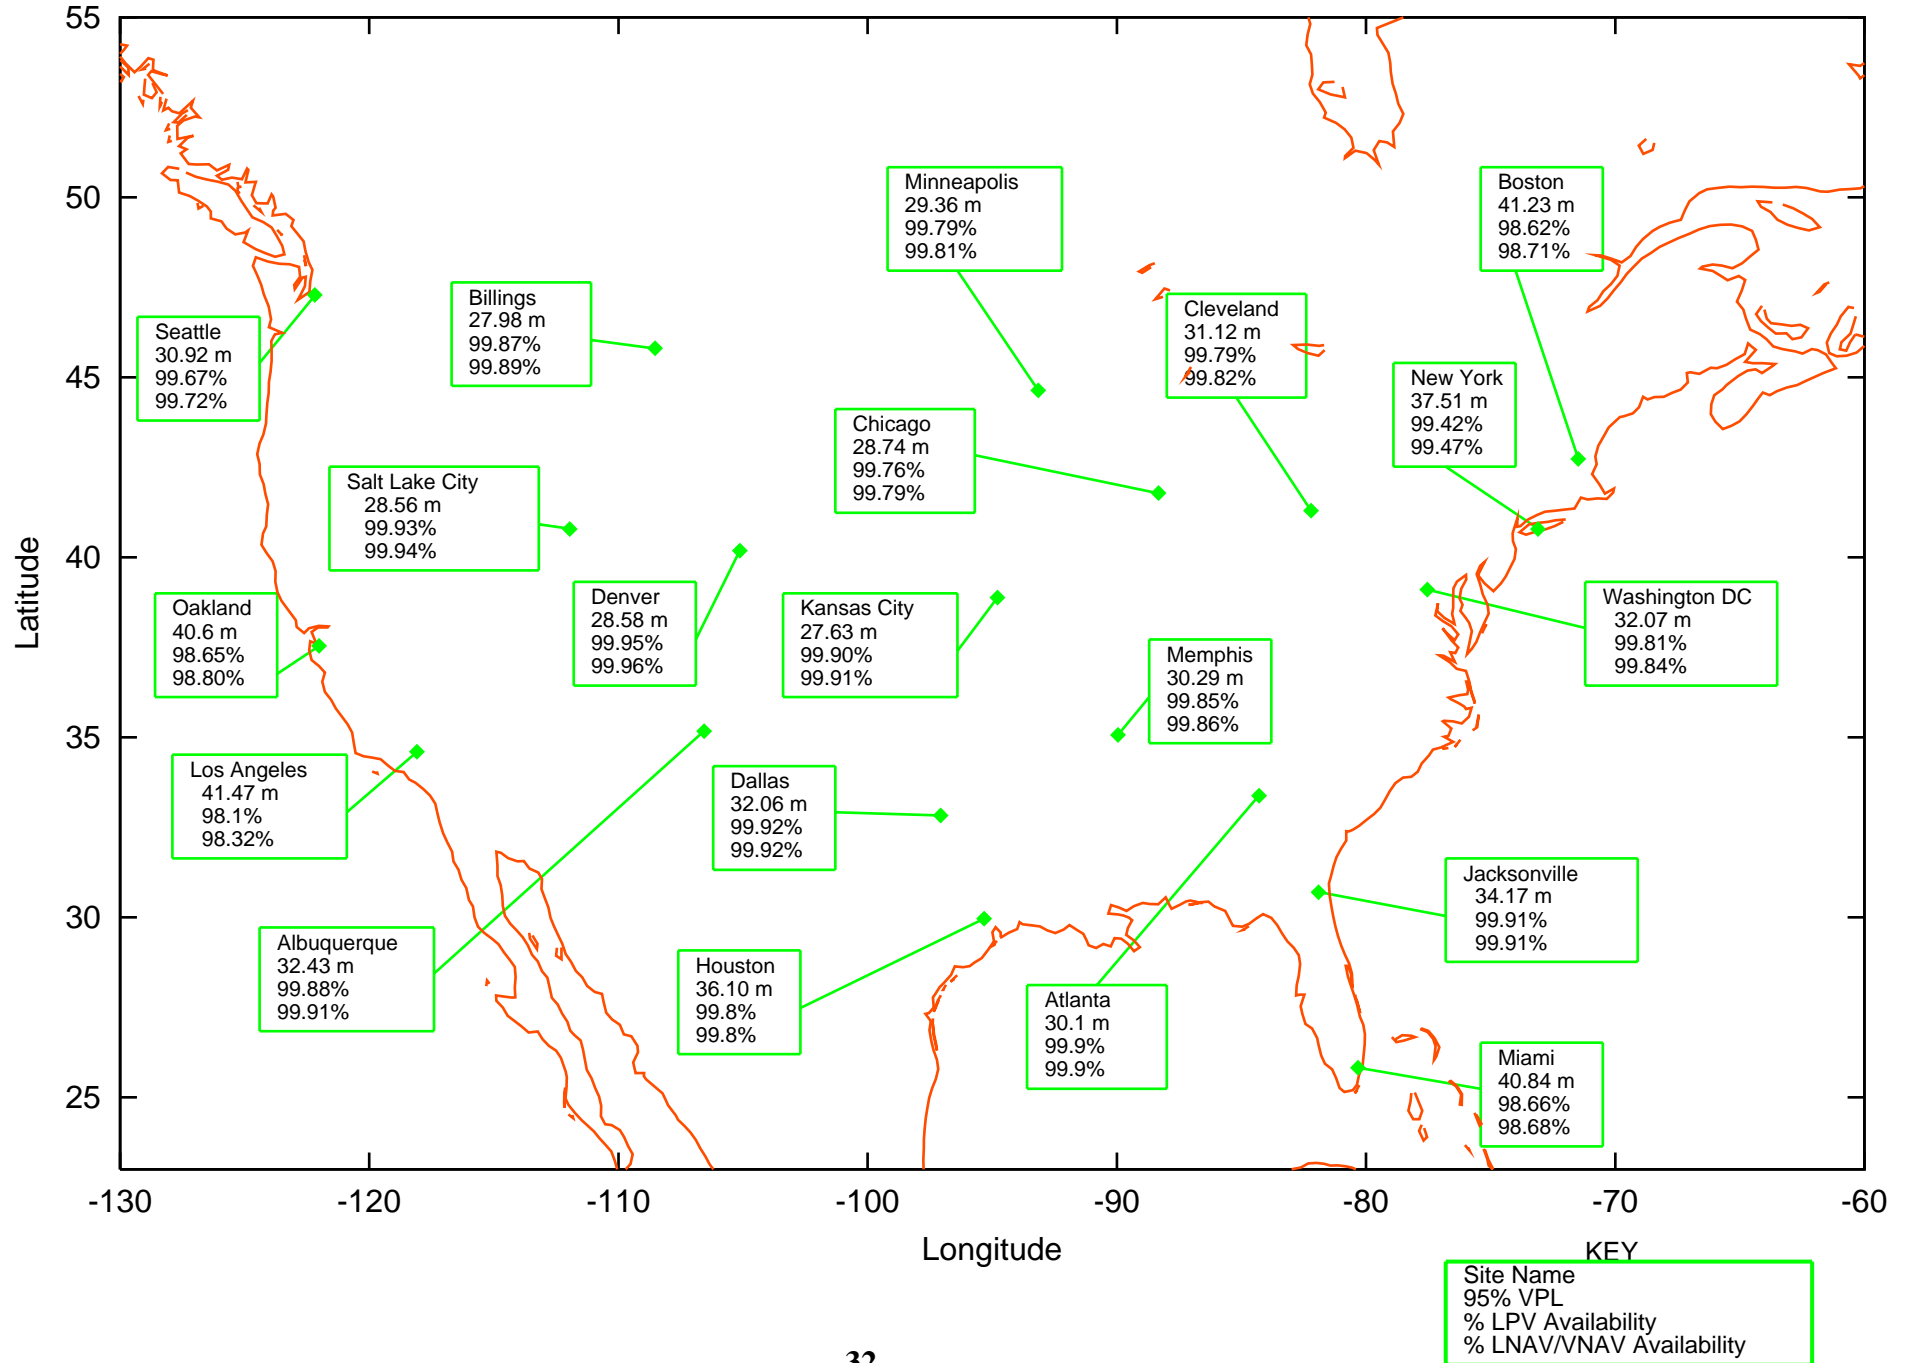 55
50
45
40
35
30
25
Latitude
Minneapolis
29.36 m
99.79%
99.81%
Boston
41.23 m
98.62%
98.71%
Billings
27.98 m
99.87%
99.89%
Cleveland
31.12 m
99.79%
99.82%
Seattle
30.92 m
99.67%
99.72%
New York
37.51 m
99.42%
99.47%
Chicago
28.74 m
99.76%
99.79%
Salt Lake City
28.56 m
99.93%
99.94%
Denver
28.58 m
99.95%
99.96%
Washington DC
32.07 m
99.81%
99.84%
Oakland
40.6 m
98.65%
98.80%
Kansas City
27.63 m
99.90%
99.91%
Memphis
30.29 m
99.85%
99.86%
Los Angeles
41.47 m
98.1%
98.32%
Dallas
32.06 m
99.92%
99.92%
Jacksonville
34.17 m
99.91%
99.91%
Albuquerque
32.43 m
99.88%
99.91%
Houston
36.10 m
99.8%
99.8%
Atlanta
30.1 m
99.9%
99.9%
Miami
40.84 m
98.66%
98.68%
-130 -120 -110 -100 -90 -80 -70 -60
Longitude
KEY
Site Name
95% VPL
% LPV Availability
% LNAV/VNAV Availability
32